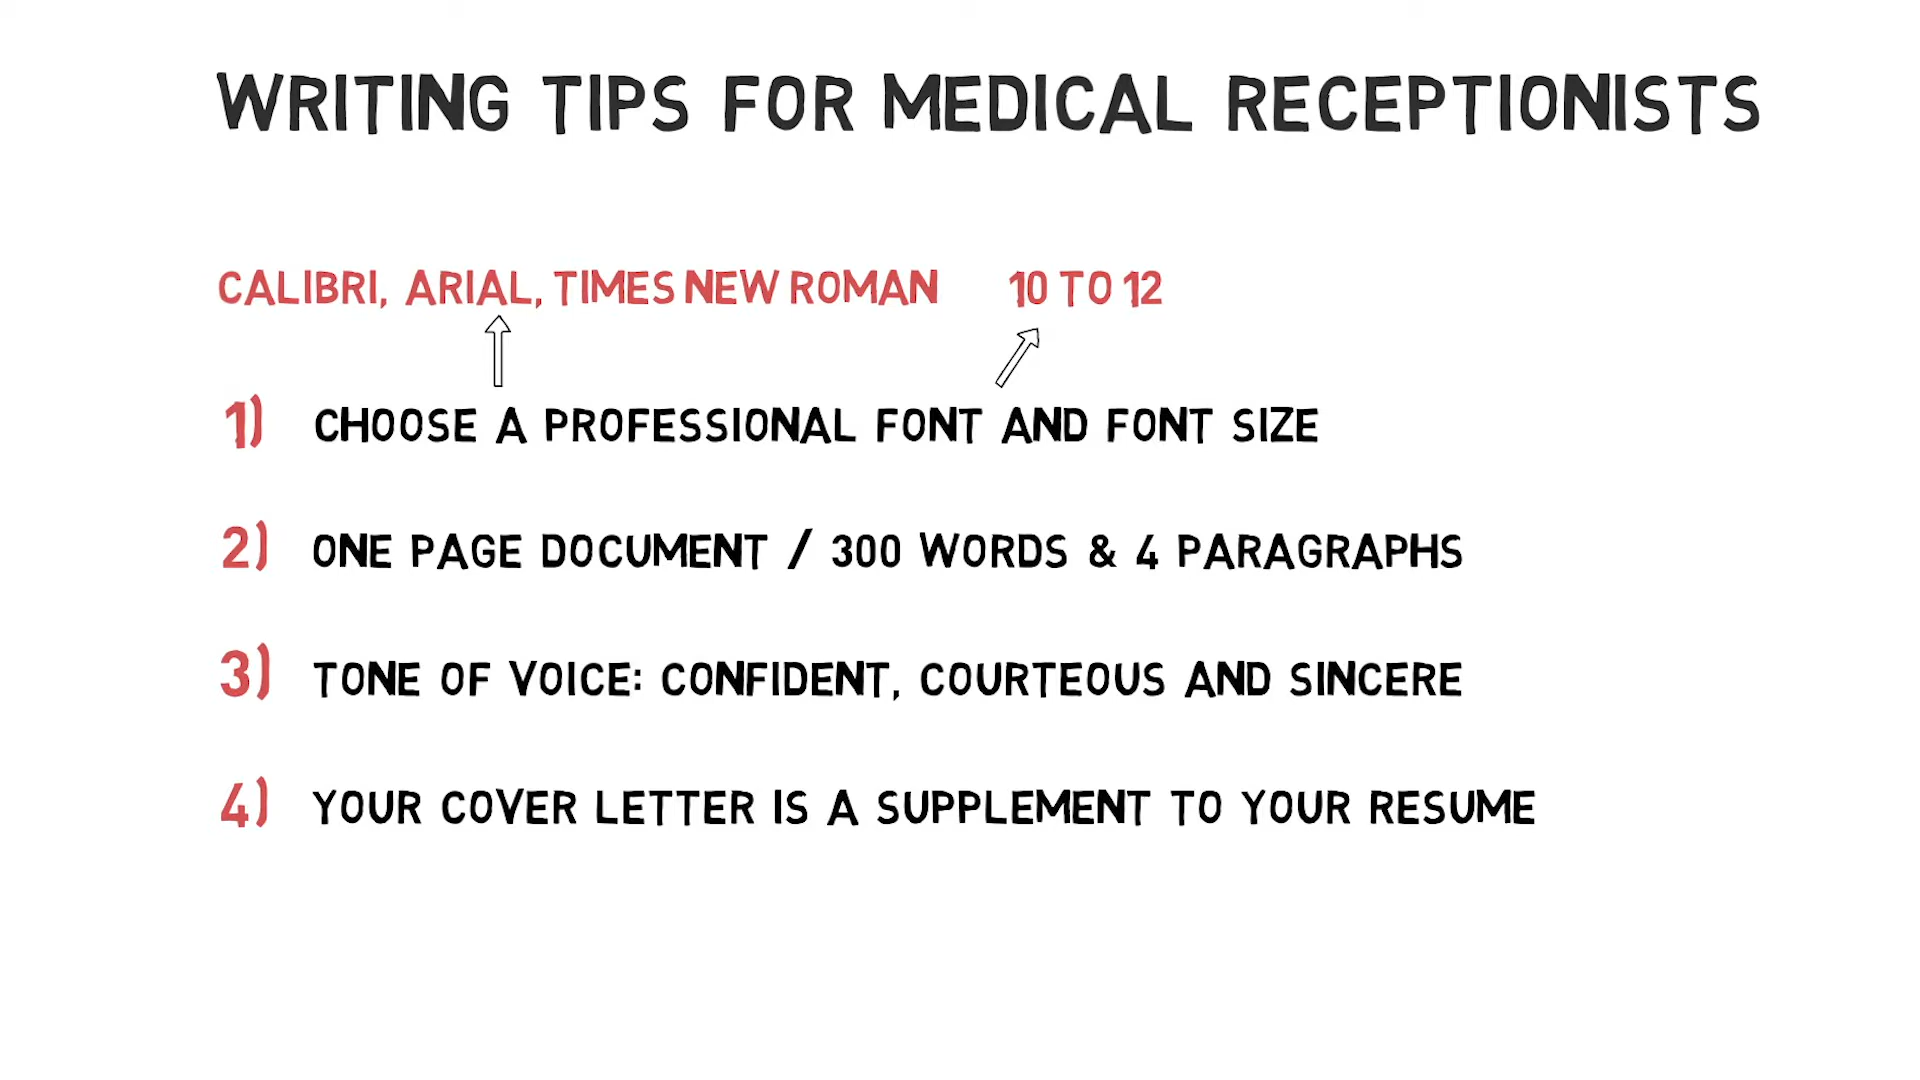 WRITING TIPS FOR MEDICAL RECEPTIONISTS
CALIBRI, ARIAL, TIMES NEW ROMAN 10 TO 12
1) CHOOSE A PROFESSIONAL FONT AND FONT SIZE
2) ONE PAGE DOCUMENT / 300 WORDS & 4 PARAGRAPHS
3) TONE OF VOICE: CONFIDENT, COURTEOUS AND SINCERE
4) YOUR COVER LETTER IS A SUPPLEMENT TO YOUR RESUME